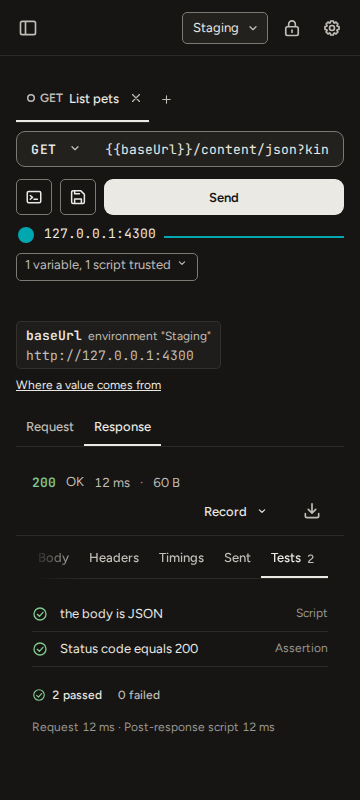 Staging
GET List pets
GET {{baseUrl}}/content/json?kin
Send
127.0.0.1:4300
1 variable, 1 script trusted
baseUrl environment "Staging"
http://127.0.0.1:4300
Where a value comes from
Request Response
200 OK 12 ms · 60 B
Record
Body Headers Timings Sent Tests 2
the body is JSON Script
Status code equals 200 Assertion
2 passed 0 failed
Request 12 ms · Post-response script 12 ms